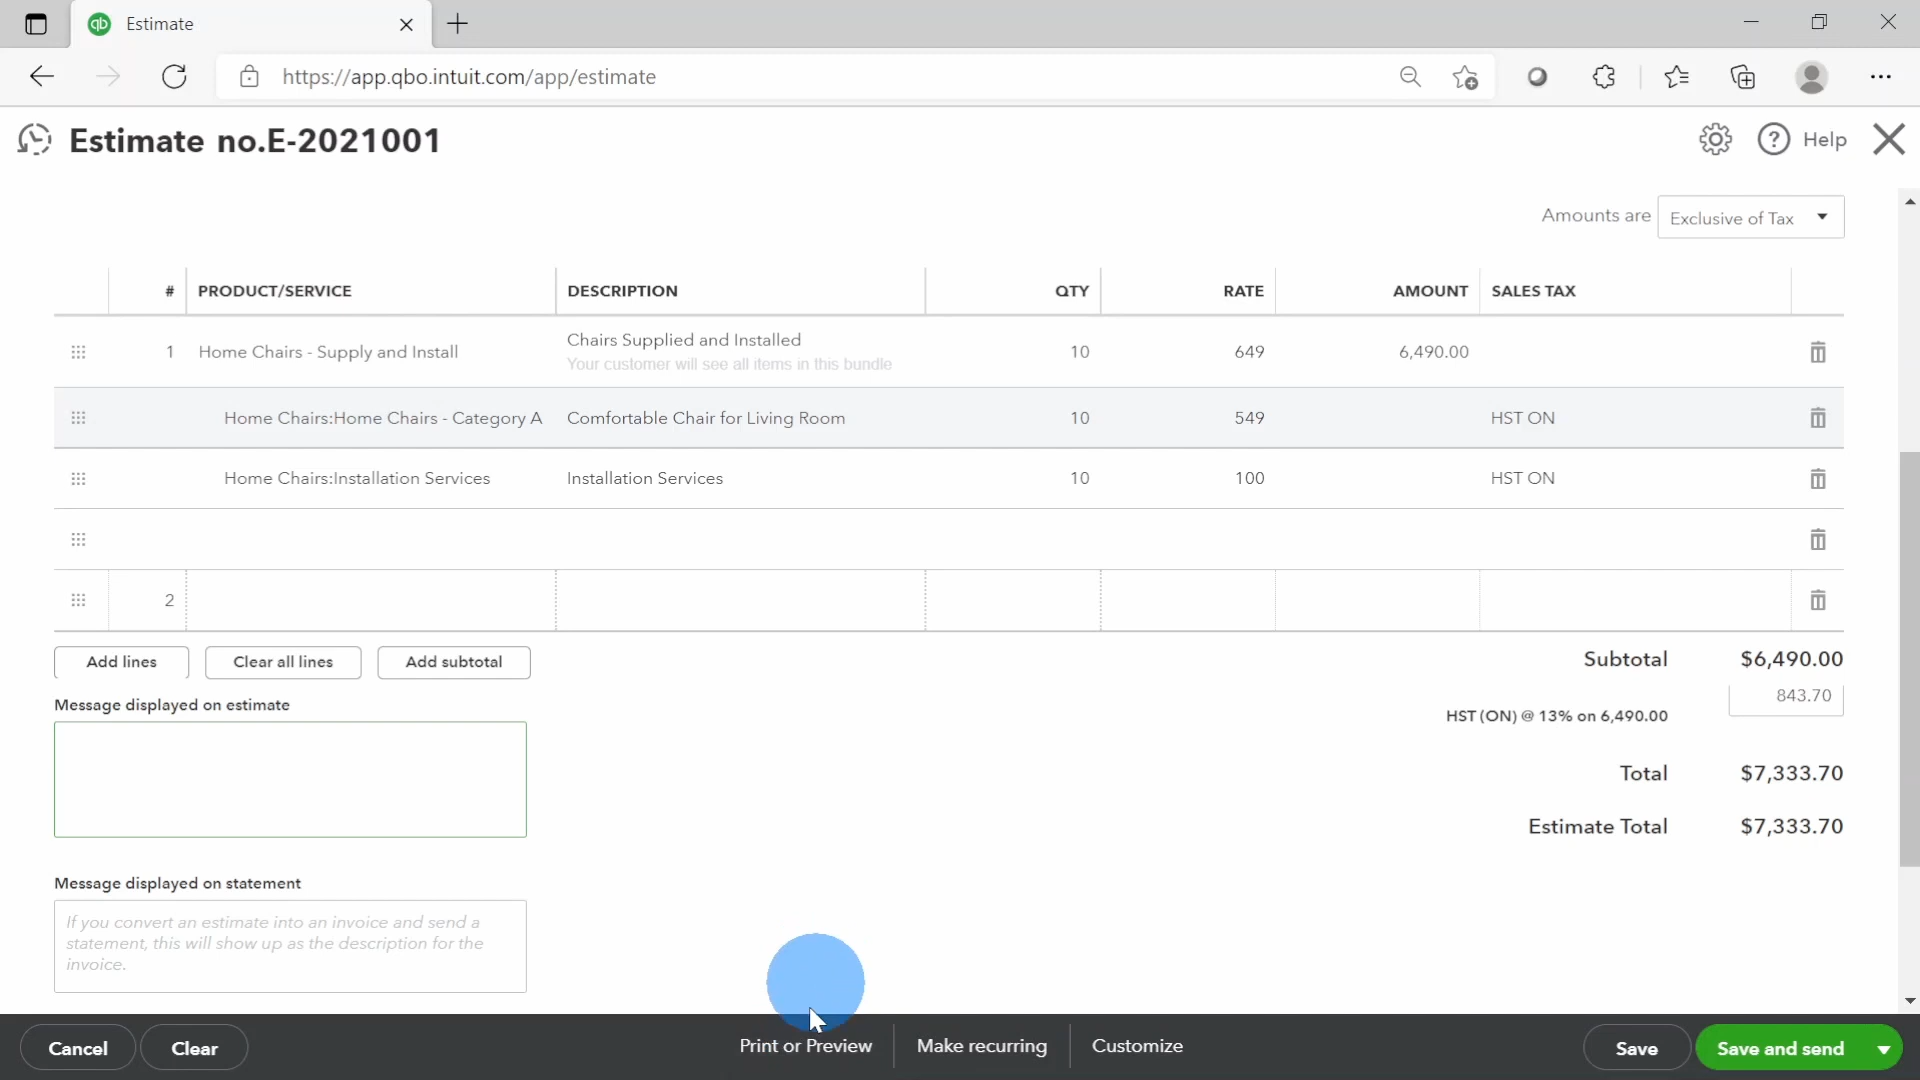 Estimate
https://app.qbo.intuit.com/app/estimate
Estimate no.E-2021001
Help
Amounts are Exclusive of Tax
# PRODUCT/SERVICE DESCRIPTION QTY RATE AMOUNT SALES TAX
1 Home Chairs - Supply and Install Chairs Supplied and Installed 10 649 6,490.00
Your customer will see all items in this bundle
Home Chairs:Home Chairs - Category A Comfortable Chair for Living Room 10 549 HST ON
Home Chairs:Installation Services Installation Services 10 100 HST ON
2
Add lines Clear all lines Add subtotal
Subtotal $6,490.00
Message displayed on estimate
HST (ON) @ 13% on 6,490.00 843.70
Total $7,333.70
Estimate Total $7,333.70
Message displayed on statement
If you convert an estimate into an invoice and send a
statement, this will show up as the description for the
invoice.
Cancel Clear Print or Preview Make recurring Customize Save Save and send